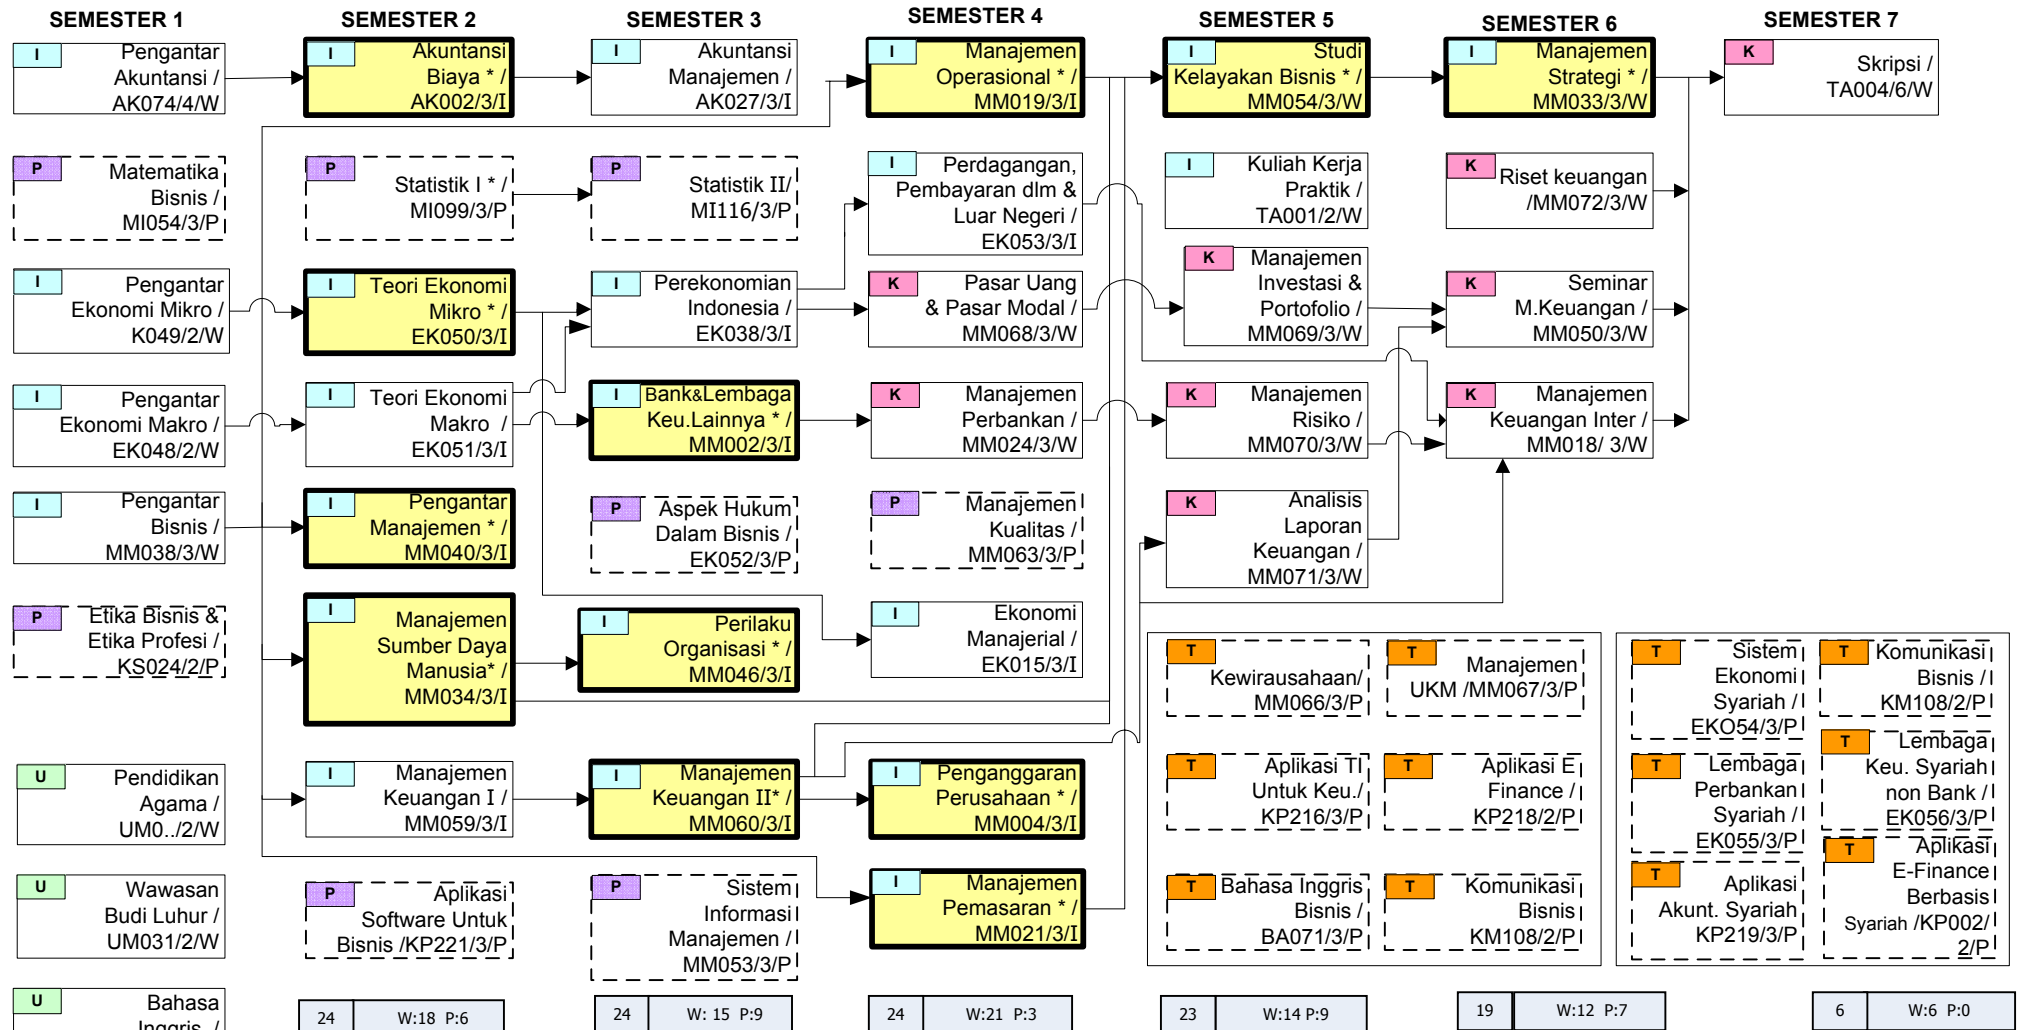 SEMESTER 1
I
Pengantar
Akuntansi /
AK074/4/W
P
Matematika
Bisnis /
MI054/3/P
I
Pengantar
Ekonomi Mikro /
K049/2/W
I
Pengantar
Ekonomi Makro /
EK048/2/W
I
Pengantar
Bisnis /
MM038/3/W
P
Etika Bisnis &
Etika Profesi /
KS024/2/P
U
Pendidikan
Agama /
UM0../2/W
U
Wawasan
Budi Luhur /
UM031/2/W
U
Bahasa
Inggris /
SEMESTER 2
I
Akuntansi
Biaya * /
AK002/3/I
P
Statistik I * /
MI099/3/P
I
Teori Ekonomi
Mikro * /
EK050/3/I
I
Teori Ekonomi
Makro /
EK051/3/I
I
Pengantar
Manajemen * /
MM040/3/I
I
Manajemen
Sumber Daya
Manusia* /
MM034/3/I
I
Manajemen
Keuangan I /
MM059/3/I
P
Aplikasi
Software Untuk
Bisnis /KP221/3/P
24 W:18 P:6
SEMESTER 3
I
Akuntansi
Manajemen /
AK027/3/I
P
Statistik II/
MI116/3/P
I
Perekonomian
Indonesia /
EK038/3/I
I
Bank&Lembaga
Keu.Lainnya * /
MM002/3/I
P
Aspek Hukum
Dalam Bisnis /
EK052/3/P
I
Perilaku
Organisasi * /
MM046/3/I
I
Manajemen
Keuangan II* /
MM060/3/I
P
Sistem
Informasi
Manajemen /
MM053/3/P
24 W: 15 P:9
SEMESTER 4
I
Manajemen
Operasional * /
MM019/3/I
I
Perdagangan,
Pembayaran dlm &
Luar Negeri /
EK053/3/I
K
Pasar Uang
& Pasar Modal /
MM068/3/W
K
Manajemen
Perbankan /
MM024/3/W
P
Manajemen
Kualitas /
MM063/3/P
I
Ekonomi
Manajerial /
EK015/3/I
I
Penganggaran
Perusahaan * /
MM004/3/I
I
Manajemen
Pemasaran * /
MM021/3/I
24 W:21 P:3
SEMESTER 5
I
Studi
Kelayakan Bisnis * /
MM054/3/W
I
Kuliah Kerja
Praktik /
TA001/2/W
K
Manajemen
Investasi &
Portofolio /
MM069/3/W
K
Manajemen
Risiko /
MM070/3/W
K
Analisis
Laporan
Keuangan /
MM071/3/W
T
Kewirausahaan/
MM066/3/P
T
Aplikasi TI
Untuk Keu./
KP216/3/P
T
Bahasa Inggris
Bisnis /
BA071/3/P
23 W:14 P:9
SEMESTER 6
I
Manajemen
Strategi * /
MM033/3/W
K
Riset keuangan
/MM072/3/W
K
Seminar
M.Keuangan /
MM050/3/W
K
Manajemen
Keuangan Inter /
MM018/ 3/W
T
Manajemen
UKM /MM067/3/P
T
Aplikasi E
Finance /
KP218/2/P
T
Komunikasi
Bisnis
KM108/2/P
19 W:12 P:7
SEMESTER 7
K
Skripsi /
TA004/6/W
T
Sistem
Ekonomi
Syariah /
EKO54/3/P
T
Lembaga
Perbankan
Syariah /
EK055/3/P
T
Aplikasi
Akunt. Syariah
KP219/3/P
T
Komunikasi
Bisnis /
KM108/2/P
T
Lembaga
Keu. Syariah
non Bank /
EK056/3/P
T
Aplikasi
E-Finance
Berbasis
Syariah /KP002/
2/P
6 W:6 P:0